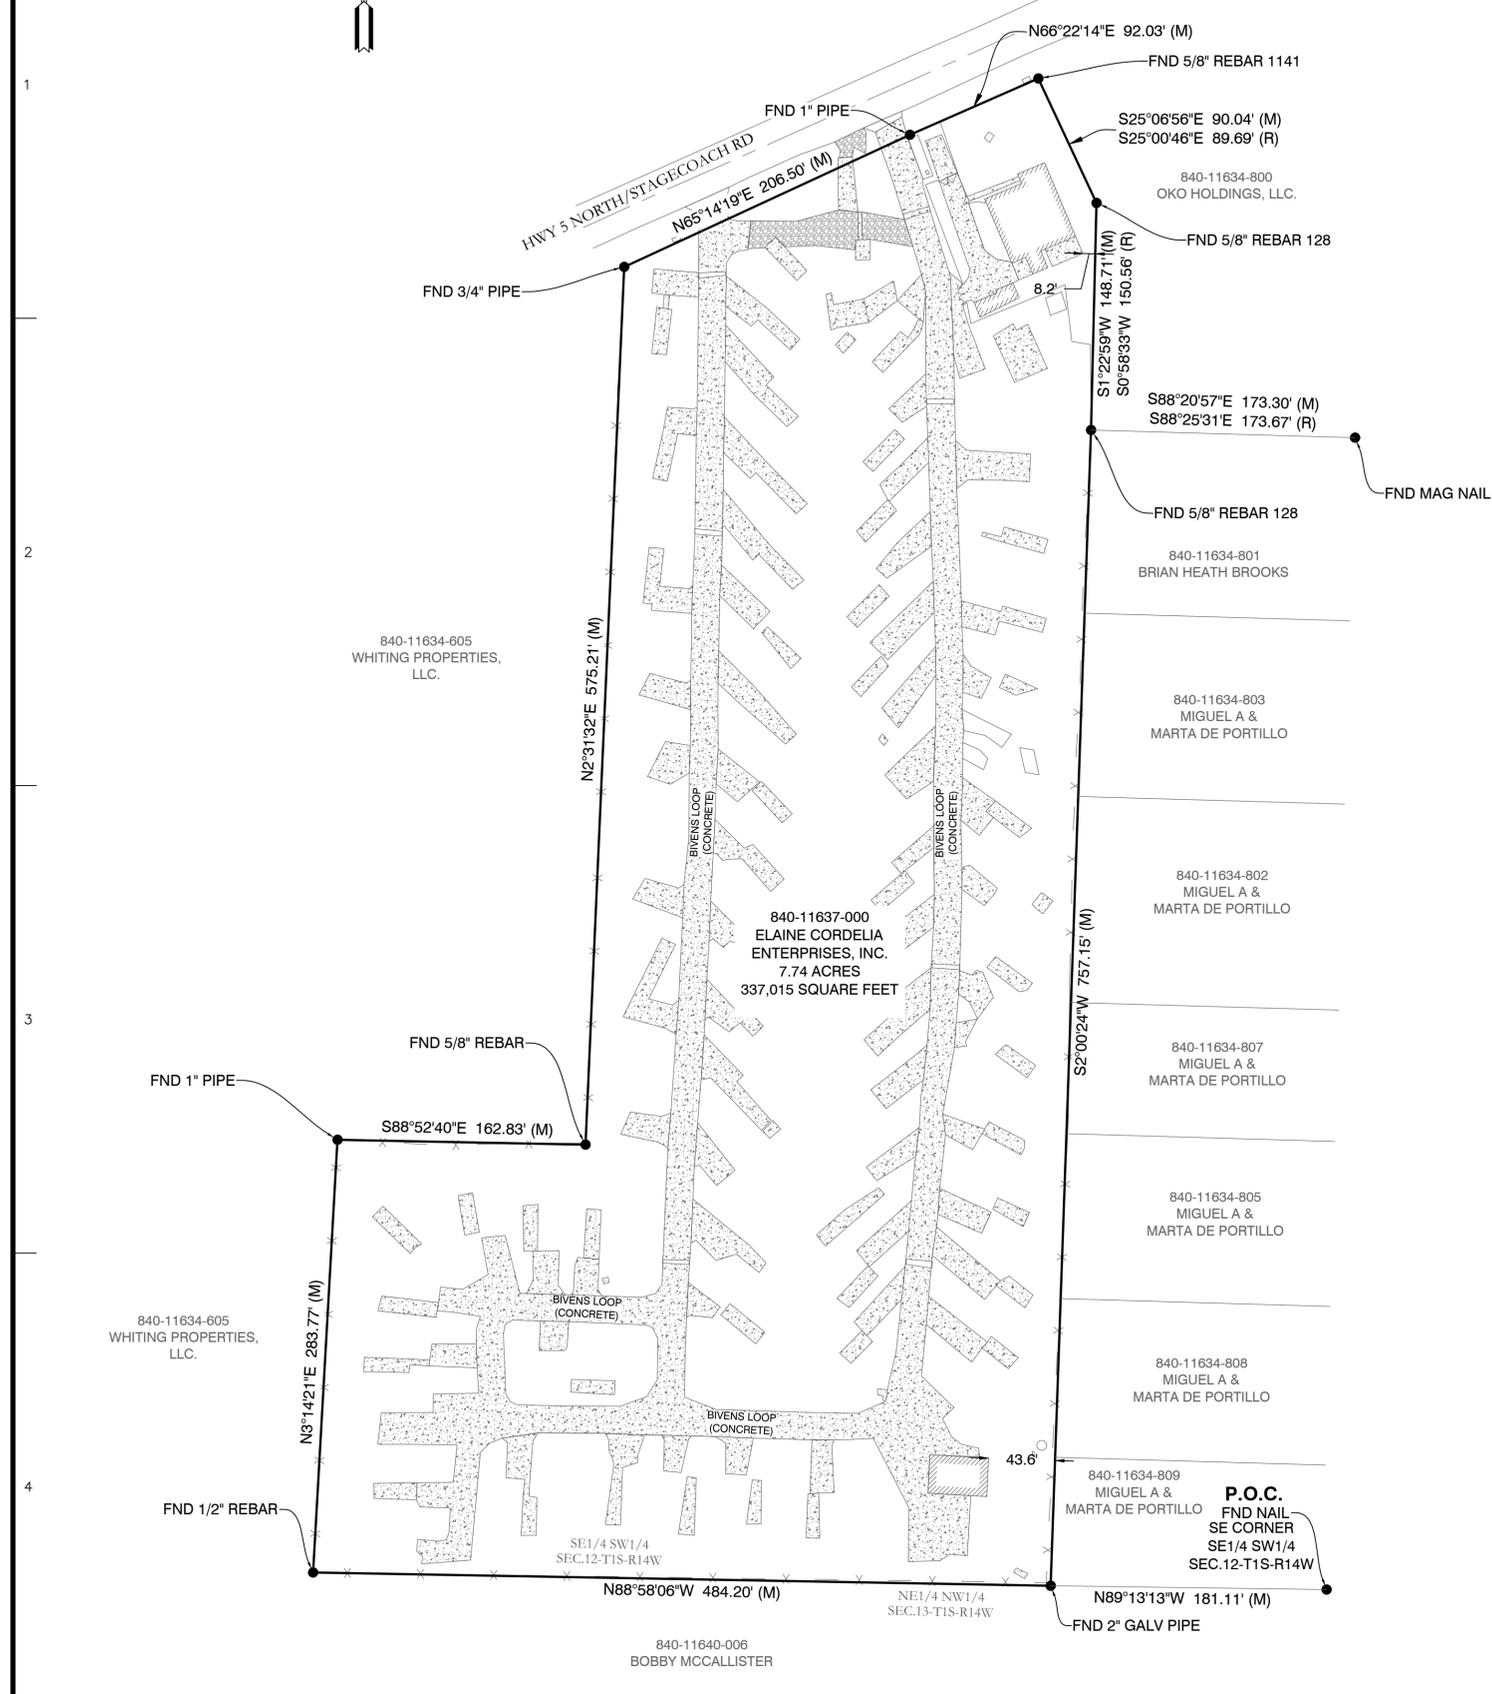 N66°22'14"E 92.03' (M)
FND 5/8" REBAR 1141
1
FND 1" PIPE
S25°06'56"E 90.04' (M)
S25°00'46"E 89.69' (R)
HWY 5 NORTH/STAGECOACH RD
N65°14'19"E 206.50' (M)
840-11634-800
OKO HOLDINGS, LLC.
FND 5/8" REBAR 128
FND 3/4" PIPE
8.2'
S1°22'59"W 148.71'(M)
S0°58'33"W 150.56' (R)
S88°20'57"E 173.30' (M)
S88°25'31'E 173.67' (R)
FND MAG NAIL
FND 5/8" REBAR 128
2
840-11634-801
BRIAN HEATH BROOKS
840-11634-605
WHITING PROPERTIES,
LLC.
N2°31'32"E 575.21' (M)
840-11634-803
MIGUEL A &
MARTA DE PORTILLO
BIVENS LOOP
(CONCRETE)
BIVENS LOOP
(CONCRETE)
840-11634-802
MIGUEL A &
MARTA DE PORTILLO
840-11637-000
ELAINE CORDELIA
ENTERPRISES, INC.
7.74 ACRES
337,015 SQUARE FEET
S2°00'24"W 757.15' (M)
3
FND 5/8" REBAR
840-11634-807
MIGUEL A &
MARTA DE PORTILLO
FND 1" PIPE
S88°52'40"E 162.83' (M)
840-11634-805
MIGUEL A &
MARTA DE PORTILLO
BIVENS LOOP
(CONCRETE)
840-11634-605
WHITING PROPERTIES,
LLC.
N3°14'21"E 283.77' (M)
840-11634-808
MIGUEL A &
MARTA DE PORTILLO
BIVENS LOOP
(CONCRETE)
43.6'
4
840-11634-809
MIGUEL A &
MARTA DE PORTILLO
P.O.C.
FND NAIL
SE CORNER
SE1/4 SW1/4
SEC.12-T1S-R14W
FND 1/2" REBAR
SE1/4 SW1/4
SEC.12-T1S-R14W
N88°58'06"W 484.20' (M)
NE1/4 NW1/4
SEC.13-T1S-R14W
N89°13'13"W 181.11' (M)
FND 2" GALV PIPE
840-11640-006
BOBBY MCCALLISTER